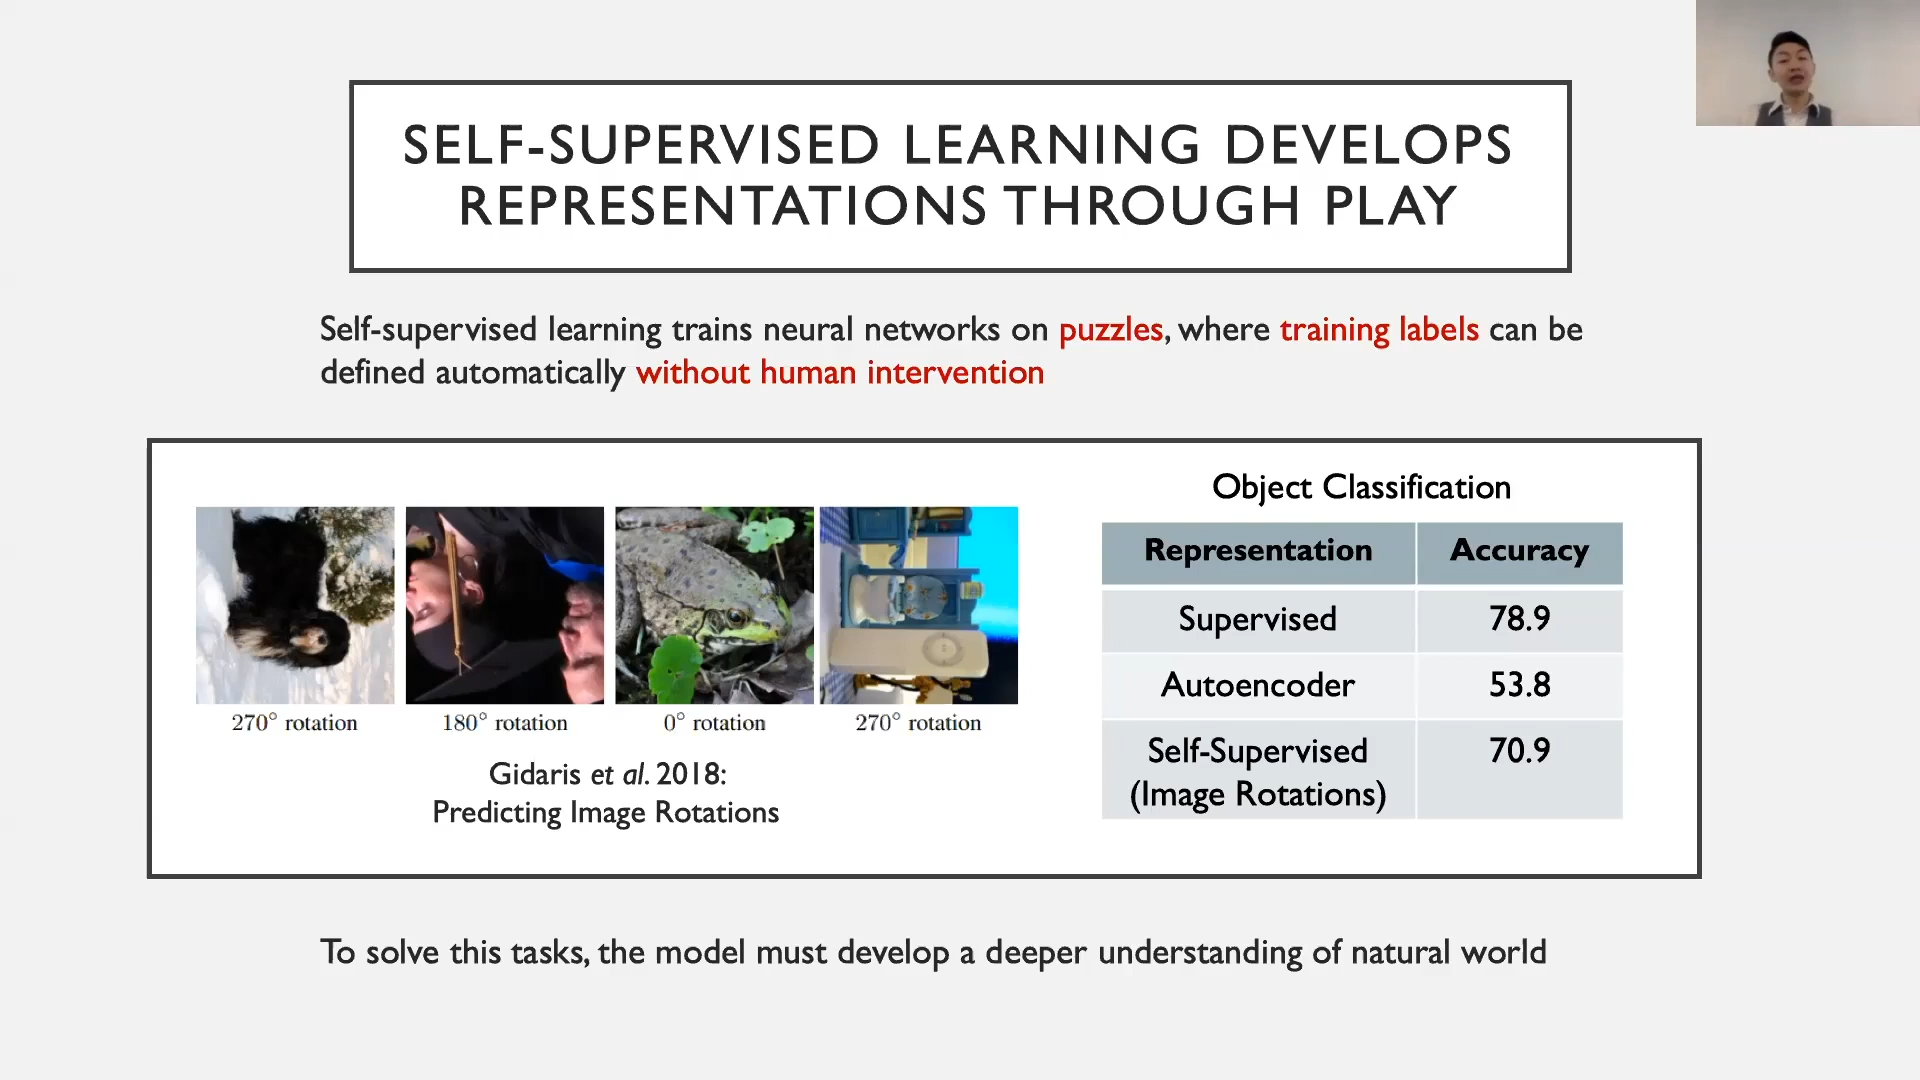 SELF-SUPERVISED LEARNING DEVELOPS
REPRESENTATIONS THROUGH PLAY
Self-supervised learning trains neural networks on puzzles, where training labels can be
defined automatically without human intervention
270° rotation
180° rotation
0° rotation
270° rotation
Gidaris et al. 2018:
Predicting Image Rotations
Object Classification
Representation Accuracy
Supervised 78.9
Autoencoder 53.8
Self-Supervised 70.9
(Image Rotations)
To solve this tasks, the model must develop a deeper understanding of natural world